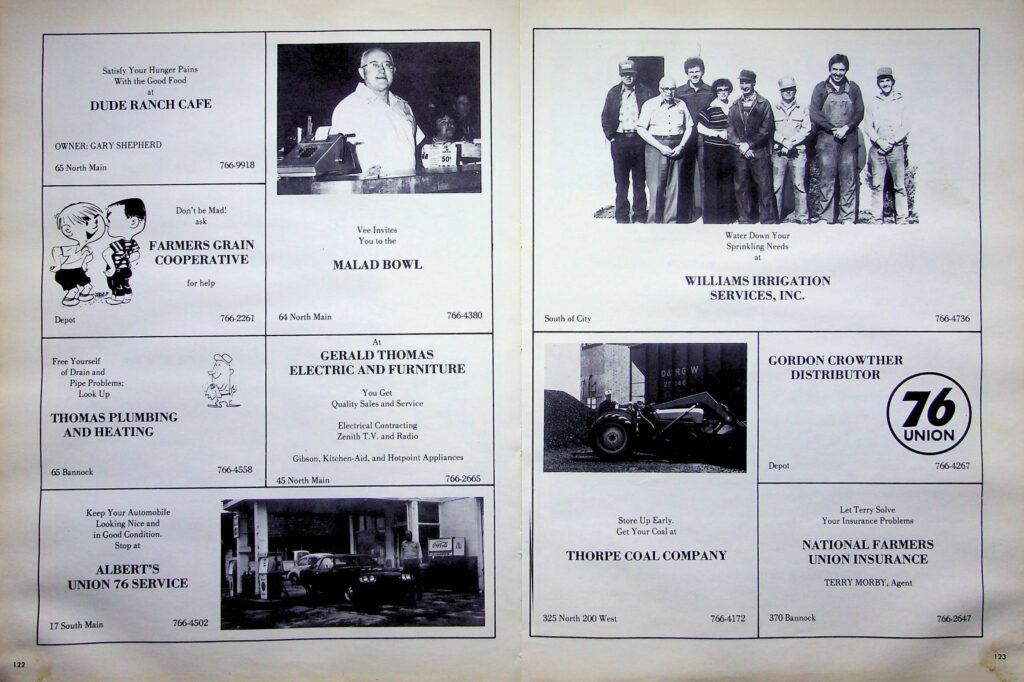 Satisfy Your Hunger Pains
With the Good Food
at
DUDE RANCH CAFE
OWNER: GARY SHEPHERD
65 North Main 766-9918
50¢
Vee Invites
You to the
MALAD BOWL
64 North Main 766-4380
Don't be Mad!
ask
FARMERS GRAIN
COOPERATIVE
for help
Depot 766-2261
Free Yourself
of Drain and
Pipe Problems;
Look Up
THOMAS PLUMBING
AND HEATING
65 Bannock 766-4558
At
GERALD THOMAS
ELECTRIC AND FURNITURE
You Get
Quality Sales and Service
Electrical Contracting
Zenith T.V. and Radio
Gibson, Kitchen-Aid, and Hotpoint Appliances
45 North Main 766-2665
Keep Your Automobile
Looking Nice and
in Good Condition.
Stop at
ALBERT'S
UNION 76 SERVICE
17 South Main 766-4502
Coca-Cola
122
Water Down Your
Sprinkling Needs
at
WILLIAMS IRRIGATION
SERVICES, INC.
South of City 766-4736
D&RGW
Store Up Early.
Get Your Coal at
THORPE COAL COMPANY
325 North 200 West 766-4172
GORDON CROWTHER
DISTRIBUTOR
76
UNION
Depot 766-4267
Let Terry Solve
Your Insurance Problems
NATIONAL FARMERS
UNION INSURANCE
TERRY MORBY, Agent
370 Bannock 766-2647
123